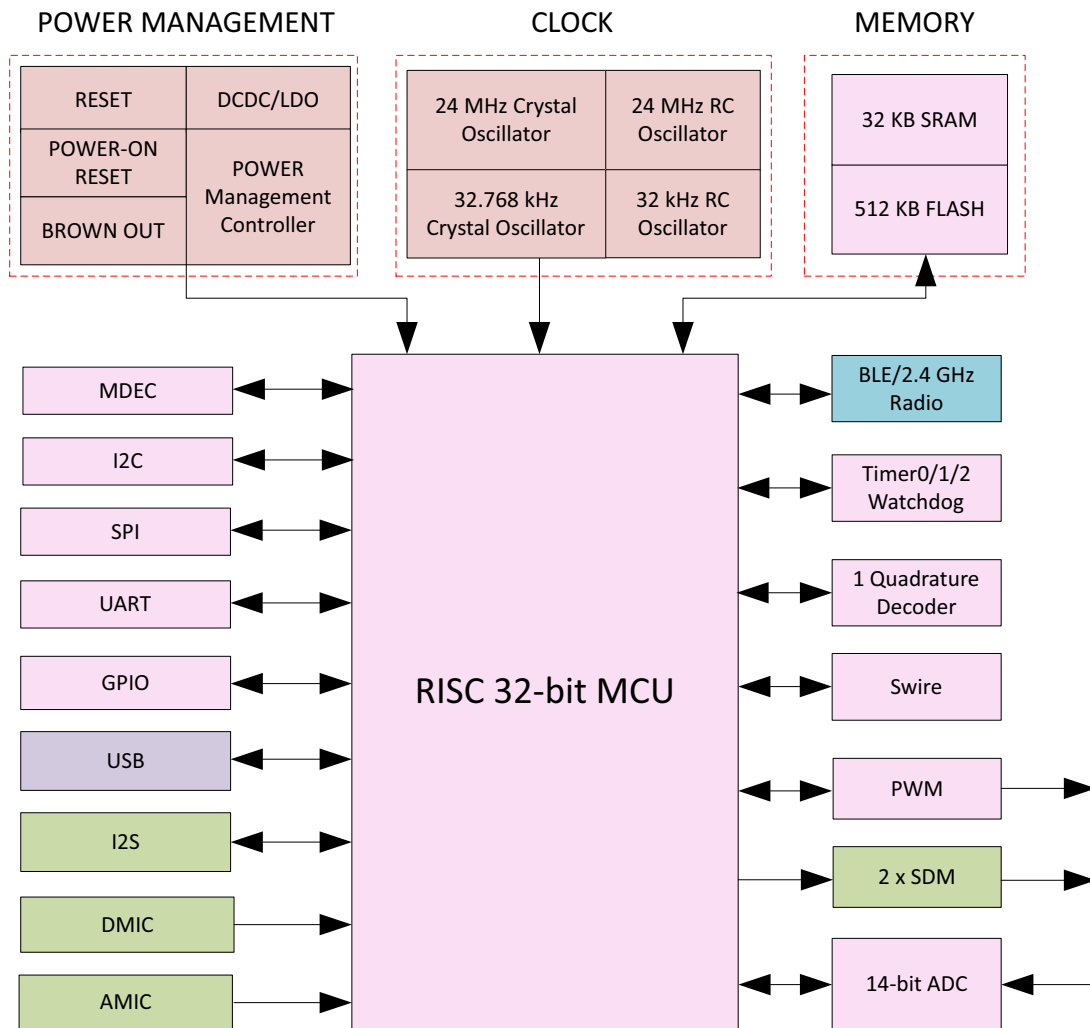 POWER MANAGEMENT
CLOCK
MEMORY
RESET
DCDC/LDO
POWER-ON
RESET
POWER
Management
Controller
BROWN OUT
24 MHz Crystal
Oscillator
24 MHz RC
Oscillator
32.768 kHz
Crystal Oscillator
32 kHz RC
Oscillator
32 KB SRAM
512 KB FLASH
MDEC
I2C
SPI
UART
GPIO
USB
I2S
DMIC
AMIC
RISC 32-bit MCU
BLE/2.4 GHz
Radio
Timer0/1/2
Watchdog
1 Quadrature
Decoder
Swire
PWM
2 x SDM
14-bit ADC